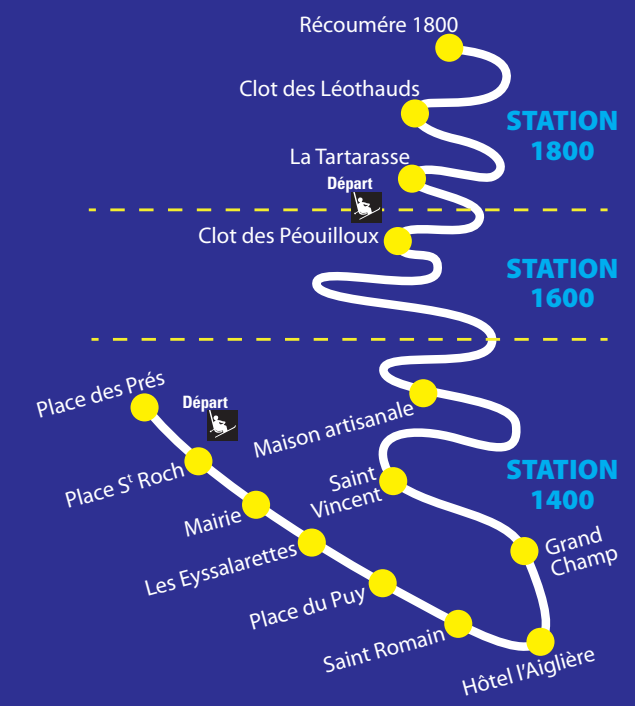 Récoumére 1800
Clot des Léothauds
STATION
1800
La Tartarasse
Départ
Clot des Péouilloux
STATION
1600
Place des Prés
Départ
Maison artisanale
Place Sᵗ Roch
Saint
Vincent
STATION
1400
Mairie
Grand
Champ
Les Eyssalarettes
Place du Puy
Saint Romain
Hôtel l'Aiglière